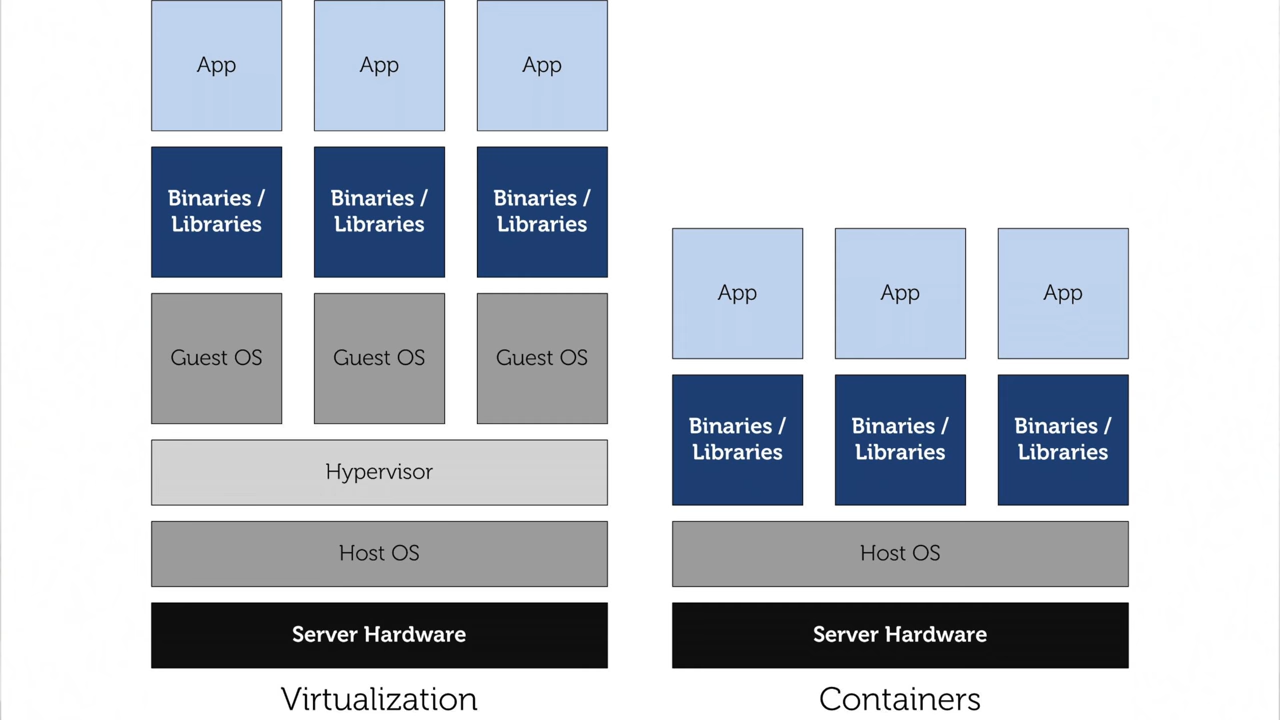 App
App
App
Binaries /
Libraries
Binaries /
Libraries
Binaries /
Libraries
Guest OS
Guest OS
Guest OS
Hypervisor
Host OS
Server Hardware
Virtualization
App
App
App
Binaries /
Libraries
Binaries /
Libraries
Binaries /
Libraries
Host OS
Server Hardware
Containers